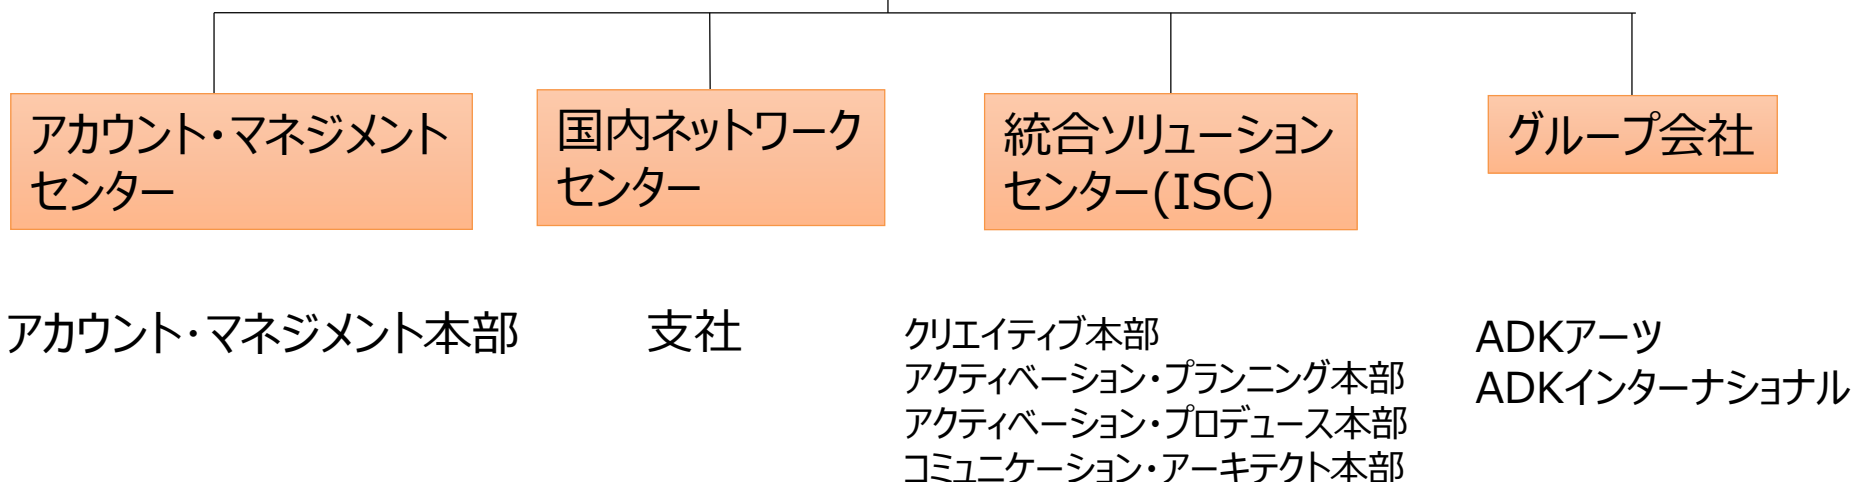 アカウント・マネジメント
センター
国内ネットワーク
センター
統合ソリューション
センター(ISC)
グループ会社
アカウント・マネジメント本部
支社
クリエイティブ本部
アクティベーション・プランニング本部
アクティベーション・プロデュース本部
コミュニケーション・アーキテクト本部
ADKアーツ
ADKインターナショナル